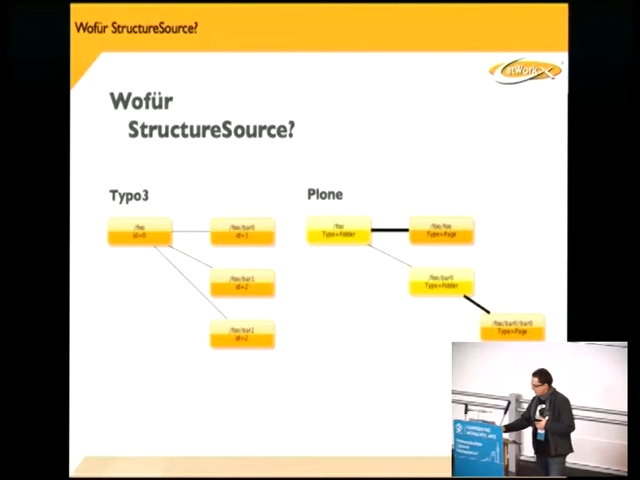 Wofür StructureSource?
stWorX
Wofür
StructureSource?
Typo3
Plone
/foo
id=0
/foo/bar0
id=1
/foo/bar1
id=2
/foo/bar2
id=2
/foo
Type=Folder
/foo/foo
Type=Page
/foo/bar0
Type=Folder
/foo/bar0/bar0
Type=Page